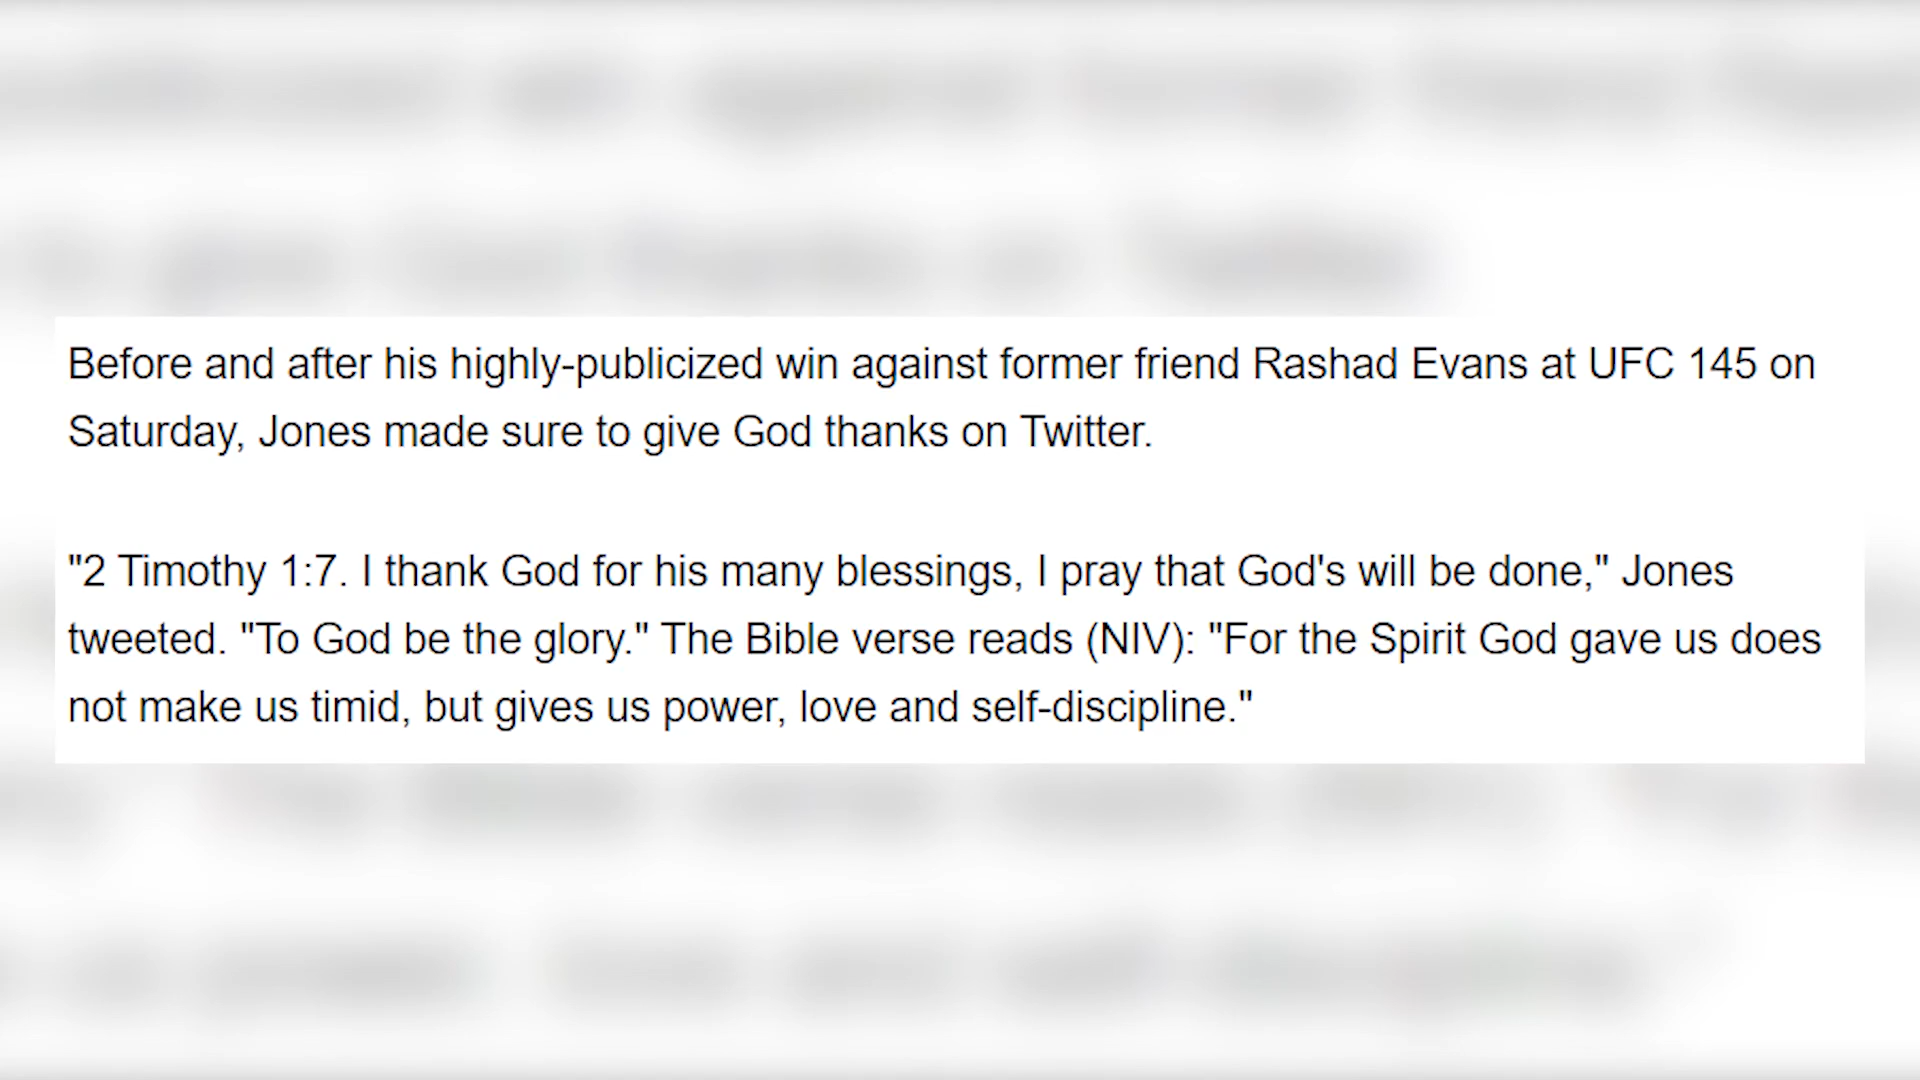 Before and after his highly-publicized win against former friend Rashad Evans at UFC 145 on
Saturday, Jones made sure to give God thanks on Twitter.
"2 Timothy 1:7. I thank God for his many blessings, I pray that God's will be done," Jones
tweeted. "To God be the glory." The Bible verse reads (NIV): "For the Spirit God gave us does
not make us timid, but gives us power, love and self-discipline."